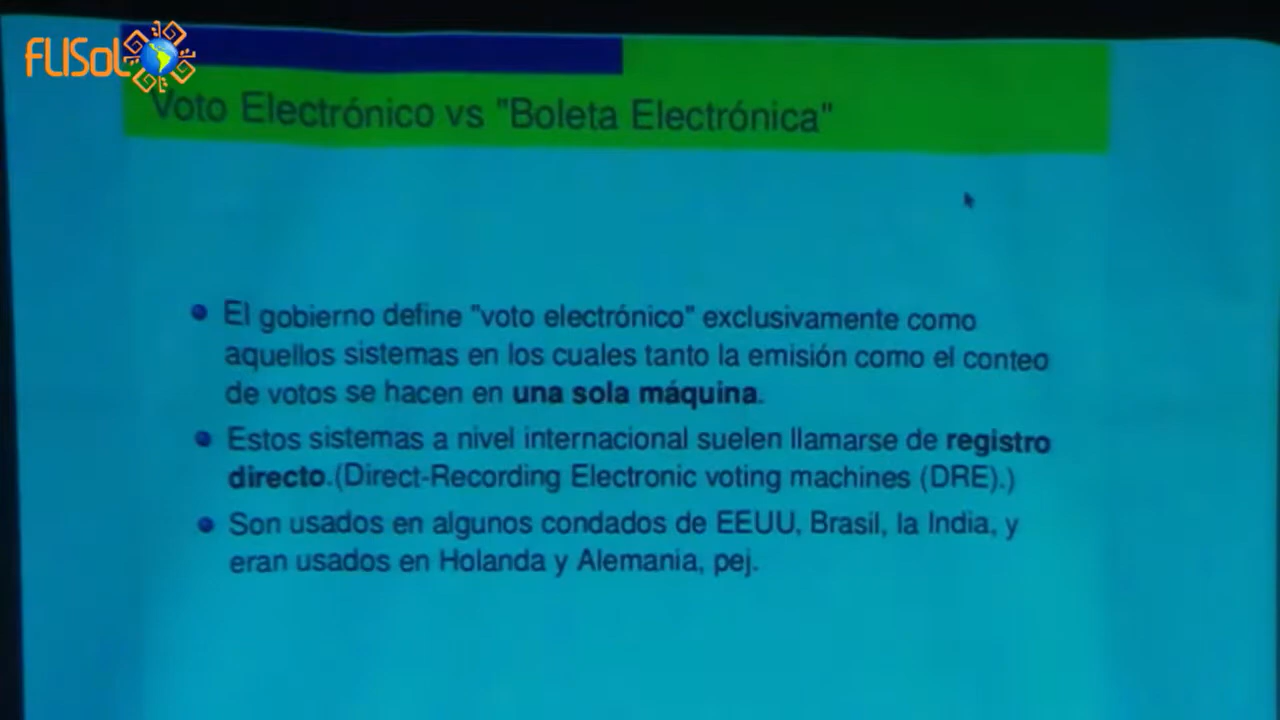 FLISoL
Voto Electrónico vs "Boleta Electrónica"
El gobierno define "voto electrónico" exclusivamente como
aquellos sistemas en los cuales tanto la emisión como el conteo
de votos se hacen en una sola máquina.
Estos sistemas a nivel internacional suelen llamarse de registro
directo.(Direct-Recording Electronic voting machines (DRE).)
Son usados en algunos condados de EEUU, Brasil, la India, y
eran usados en Holanda y Alemania, pej.